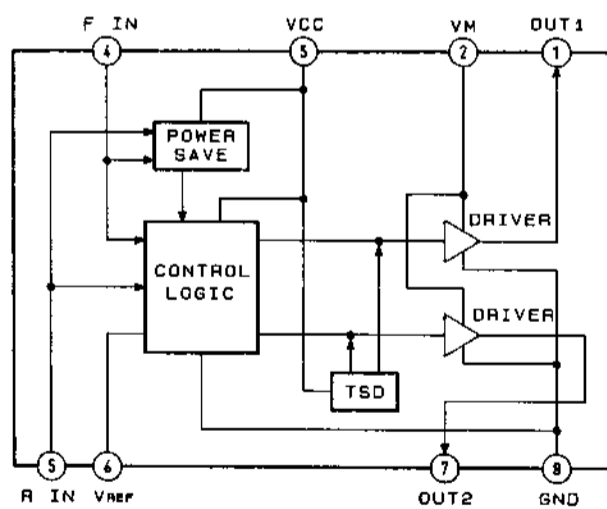 F IN VCC VM OUT1
4 3 2 1
POWER
SAVE
DRIVER
CONTROL
LOGIC
DRIVER
TSD
5 6 7 8
R IN VREF OUT2 GND